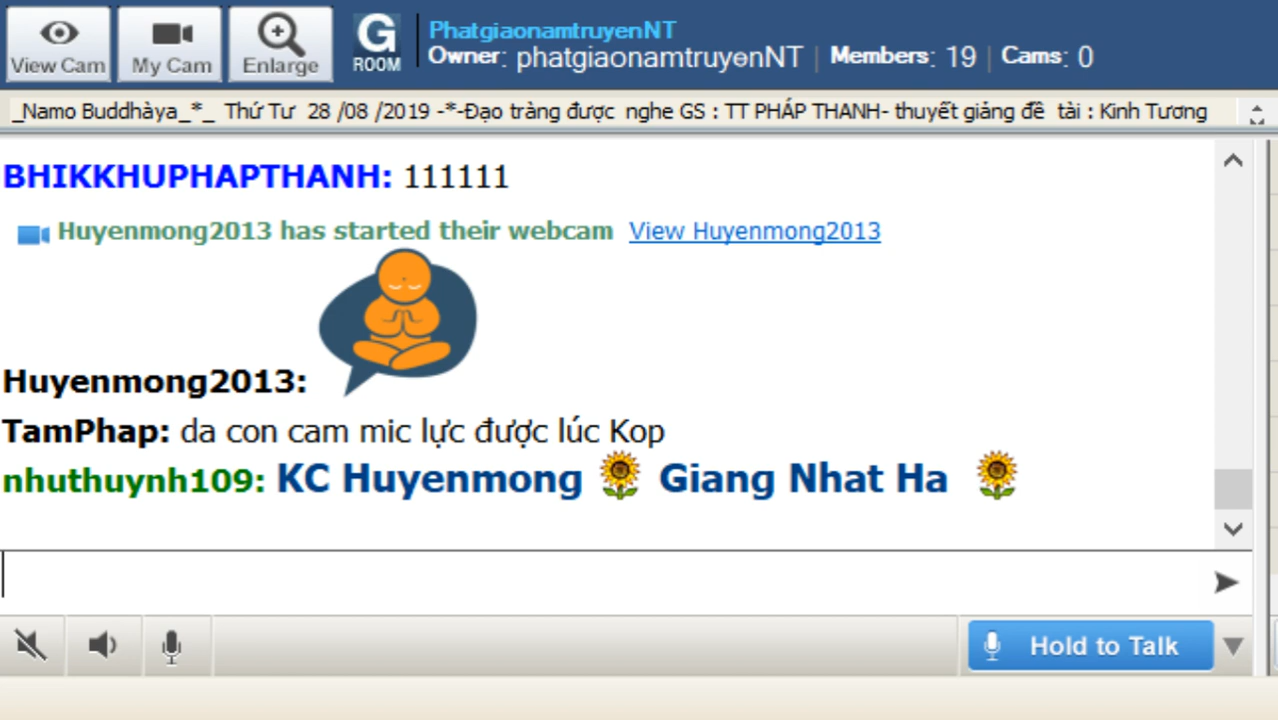 View Cam
My Cam
Enlarge
G
ROOM
PhatgiaonamtruyenNT
Owner: phatgiaonamtruyenNT | Members: 19 | Cams: 0
_Namo Buddhàya_*_ Thứ Tư 28 /08 /2019 -*-Đạo tràng được nghe GS : TT PHÁP THANH- thuyết giảng đề tài : Kinh Tương
BHIKKHUPHAPTHANH: 111111
Huyenmong2013 has started their webcam View Huyenmong2013
Huyenmong2013:
TamPhap: da con cam mic lực được lúc Kop
nhuthuynh109: KC Huyenmong Giang Nhat Ha
Hold to Talk